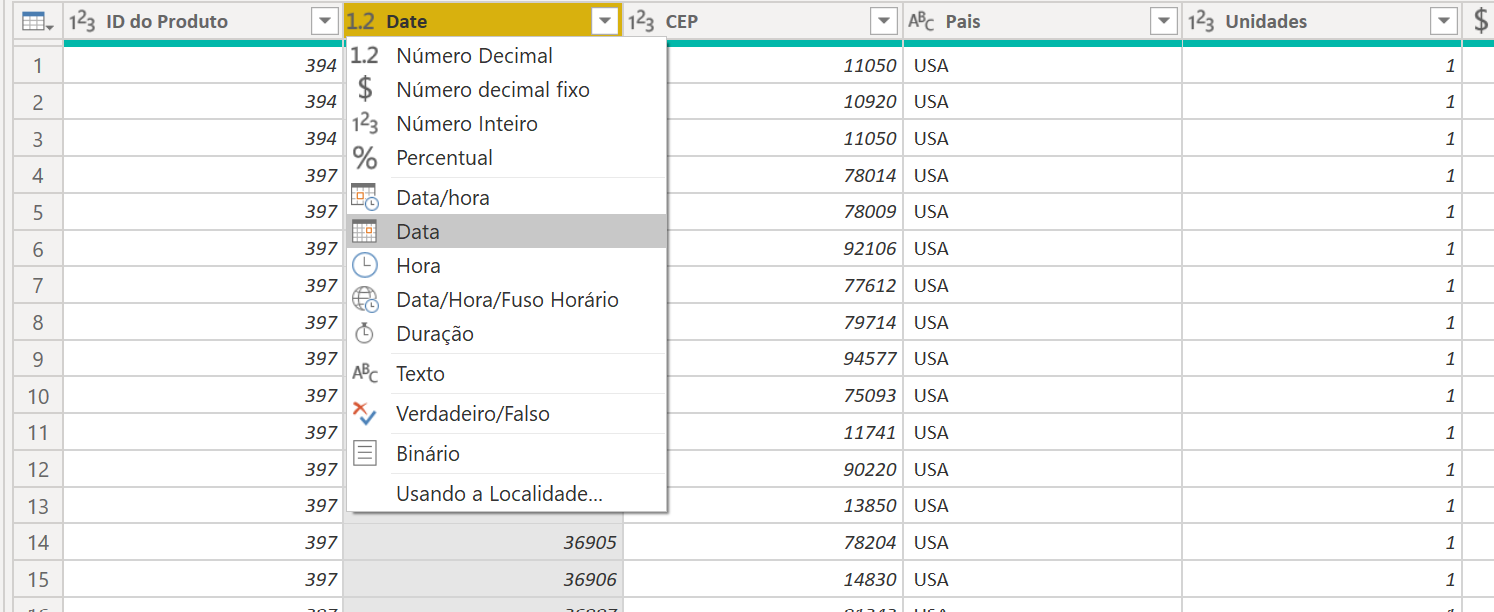 1²3 ID do Produto 1.2 Date 1²3 CEP ABC Pais 1²3 Unidades $
1 394 1.2 Número Decimal 11050 USA 1
2 394 $ Número decimal fixo 10920 USA 1
3 394 1²3 Número Inteiro 11050 USA 1
4 397 % Percentual 78014 USA 1
5 397 Data/hora 78009 USA 1
Data
6 397 92106 USA 1
7 397 Hora 77612 USA 1
8 397 Data/Hora/Fuso Horário 79714 USA 1
9 397 Duração 94577 USA 1
10 397 ABC Texto 75093 USA 1
11 397 Verdadeiro/Falso 11741 USA 1
12 397 Binário 90220 USA 1
13 397 Usando a Localidade... 13850 USA 1
14 397 36905 78204 USA 1
15 397 36906 14830 USA 1